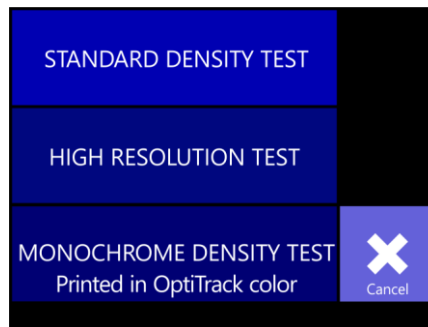 STANDARD DENSITY TEST
HIGH RESOLUTION TEST
MONOCHROME DENSITY TEST
Printed in OptiTrack color
Cancel